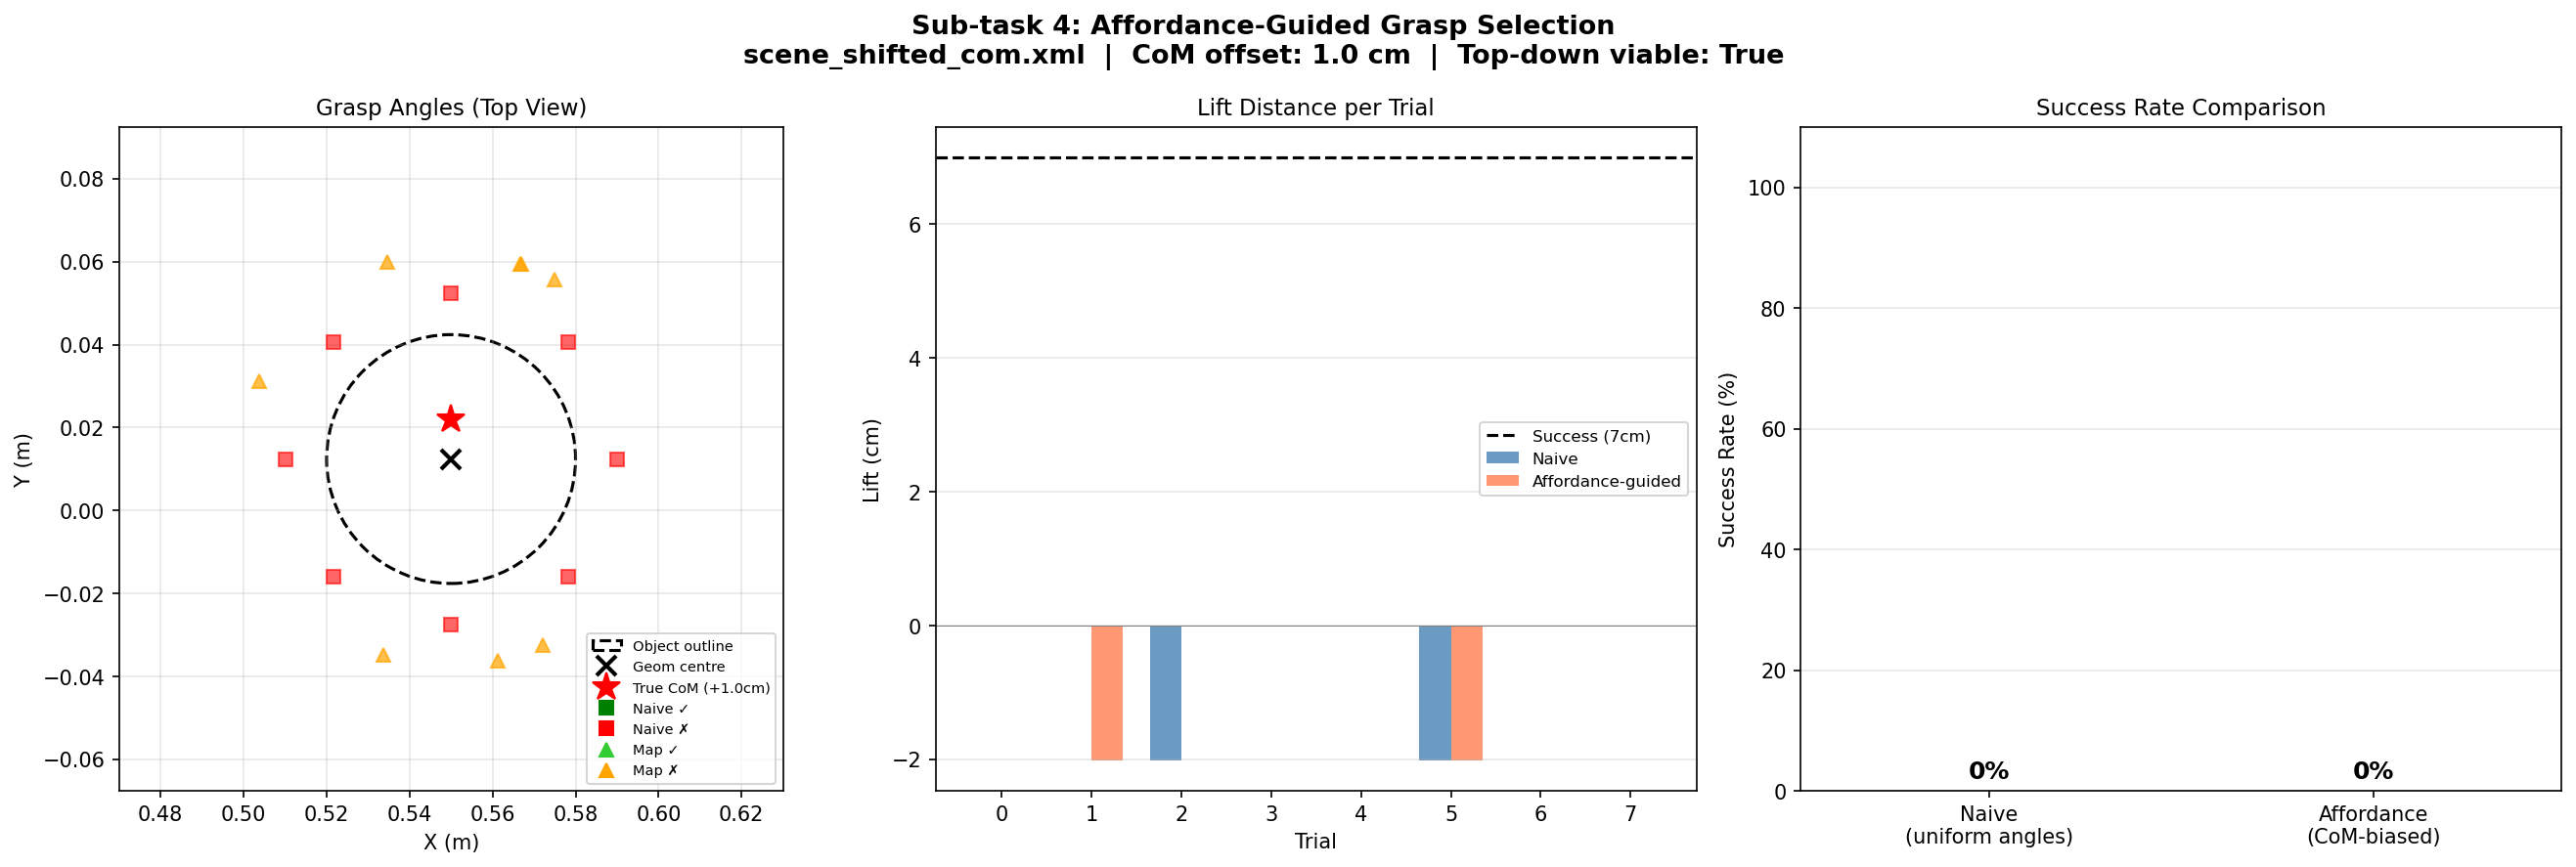 Sub-task 4: Affordance-Guided Grasp Selection
scene_shifted_com.xml | CoM offset: 1.0 cm | Top-down viable: True
Grasp Angles (Top View)
0.08
0.06
0.04
0.02
0.00
−0.02
−0.04
−0.06
Y (m)
0.48 0.50 0.52 0.54 0.56 0.58 0.60 0.62
X (m)
Object outline
Geom centre
True CoM (+1.0cm)
Naive ✓
Naive ✗
Map ✓
Map ✗
Lift Distance per Trial
6
4
2
0
−2
Lift (cm)
0 1 2 3 4 5 6 7
Trial
Success (7cm)
Naive
Affordance-guided
Success Rate Comparison
100
80
60
40
20
0
Success Rate (%)
0% 0%
Naive
(uniform angles)
Affordance
(CoM-biased)